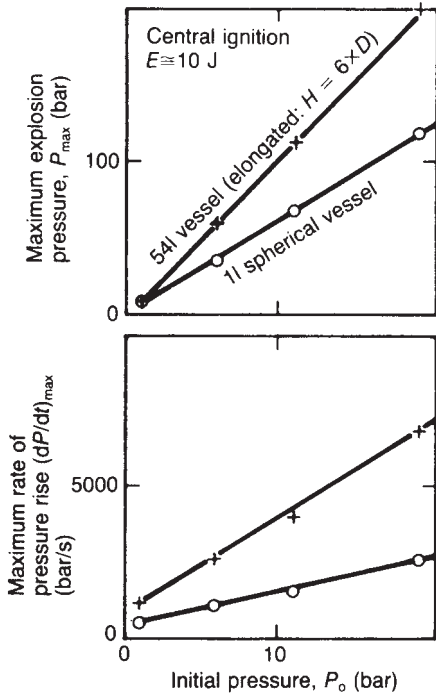 Central ignition
E≅10 J
Maximum explosion
pressure, Pmax (bar)
100
0
54l vessel (elongated: H = 6×D)
1l spherical vessel
Maximum rate of
pressure rise (dP/dt)max
(bar/s)
5000
0
0
10
Initial pressure, Po (bar)